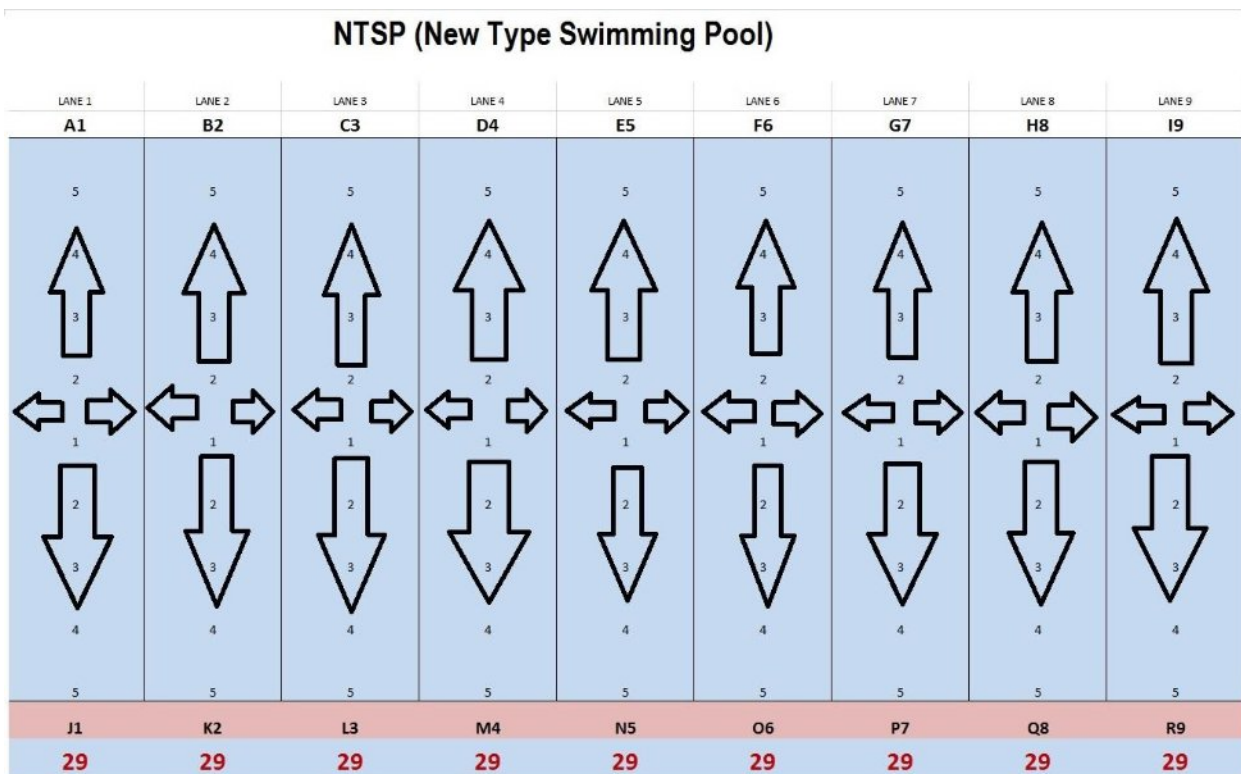 NTSP (New Type Swimming Pool)
LANE 1 LANE 2 LANE 3 LANE 4 LANE 5 LANE 6 LANE 7 LANE 8 LANE 9
A1 B2 C3 D4 E5 F6 G7 H8 I9
5 5 5 5 5 5 5 5 5
4 4 4 4 4 4 4 4 4
3 3 3 3 3 3 3 3 3
2 2 2 2 2 2 2 2 2
1 1 1 1 1 1 1 1 1
2 2 2 2 2 2 2 2 2
3 3 3 3 3 3 3 3 3
4 4 4 4 4 4 4 4 4
5 5 5 5 5 5 5 5 5
J1 K2 L3 M4 N5 O6 P7 Q8 R9
29 29 29 29 29 29 29 29 29